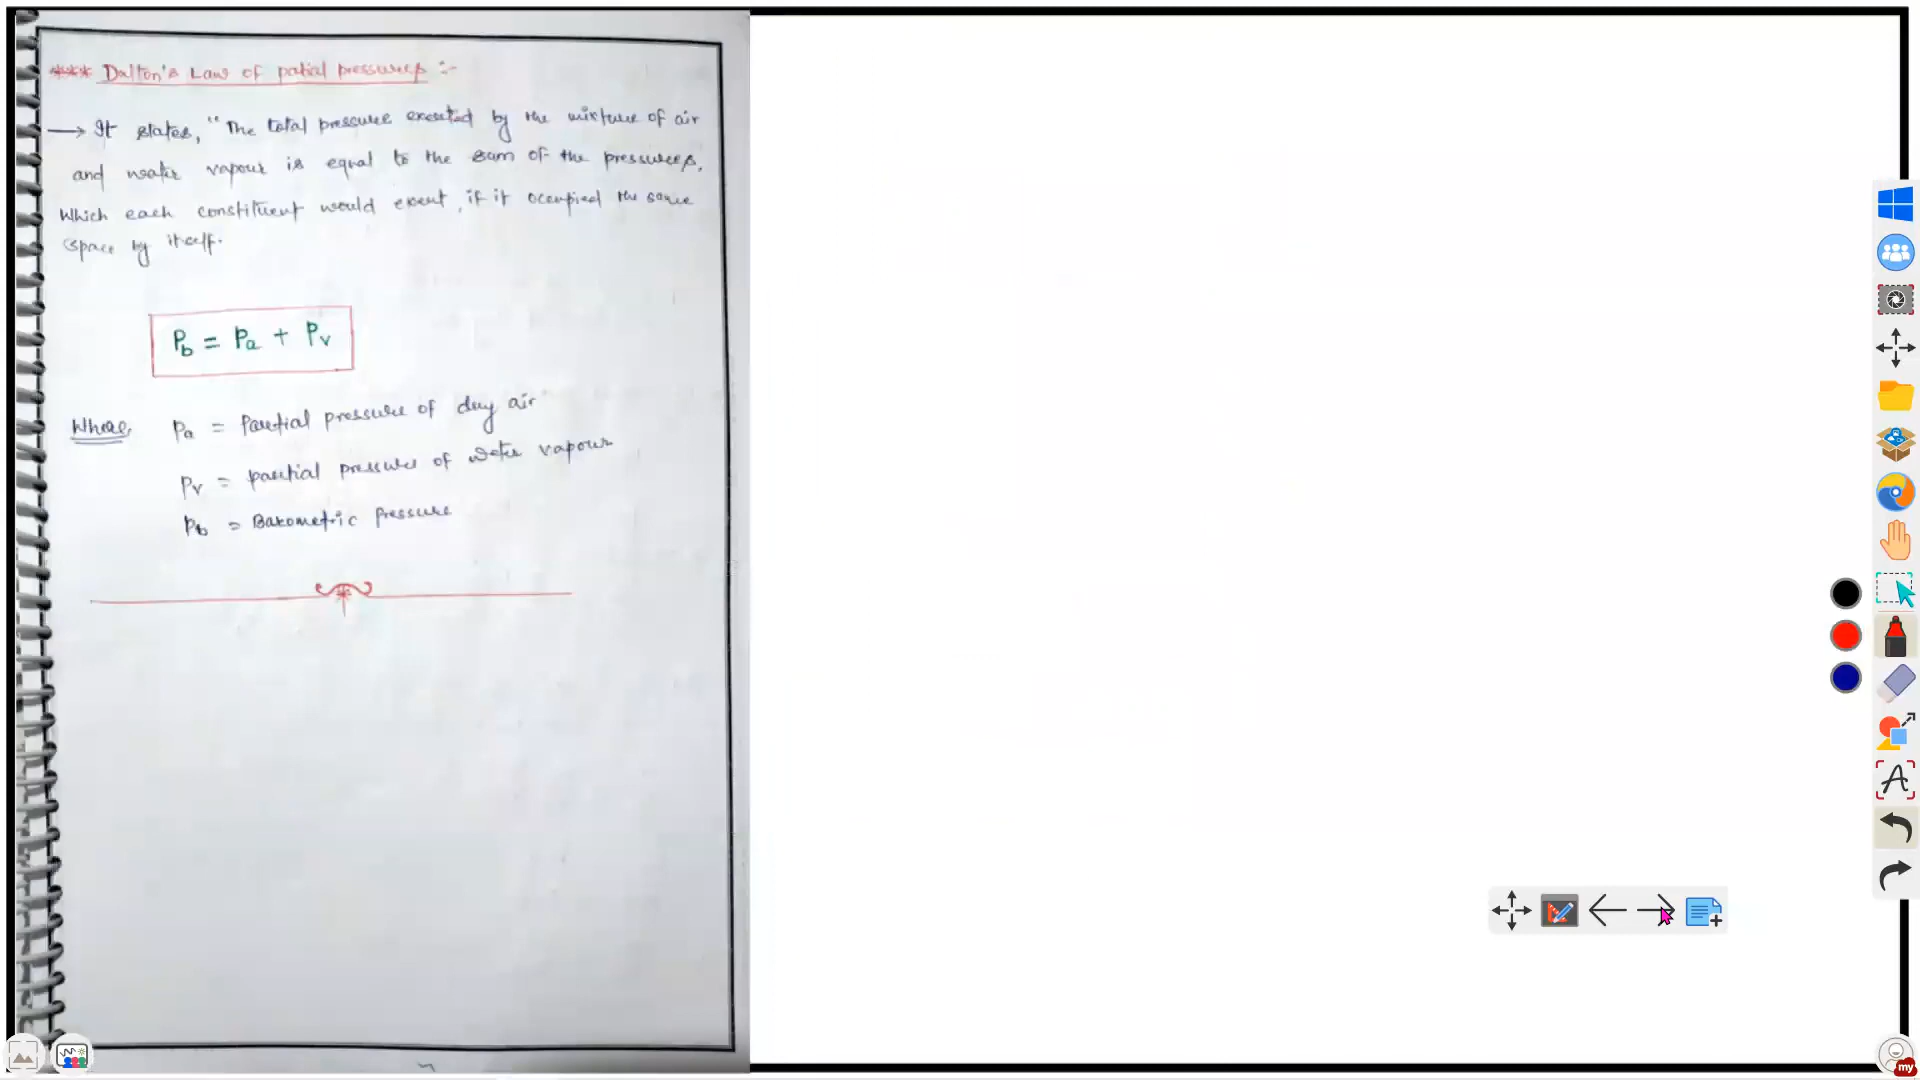 *** Dalton's Law of patial pressures :-
→ It states, "The total pressure exerted by the mixture of air
and water vapour is equal to the sum of the pressures,
Which each constituent would exert, if it occupied the same
space by itself.
Pb = Pa + Pv
Where, Pa = Partial pressure of dry air
Pv = partial pressure of water vapour
Pb = Barometric pressure
A
my